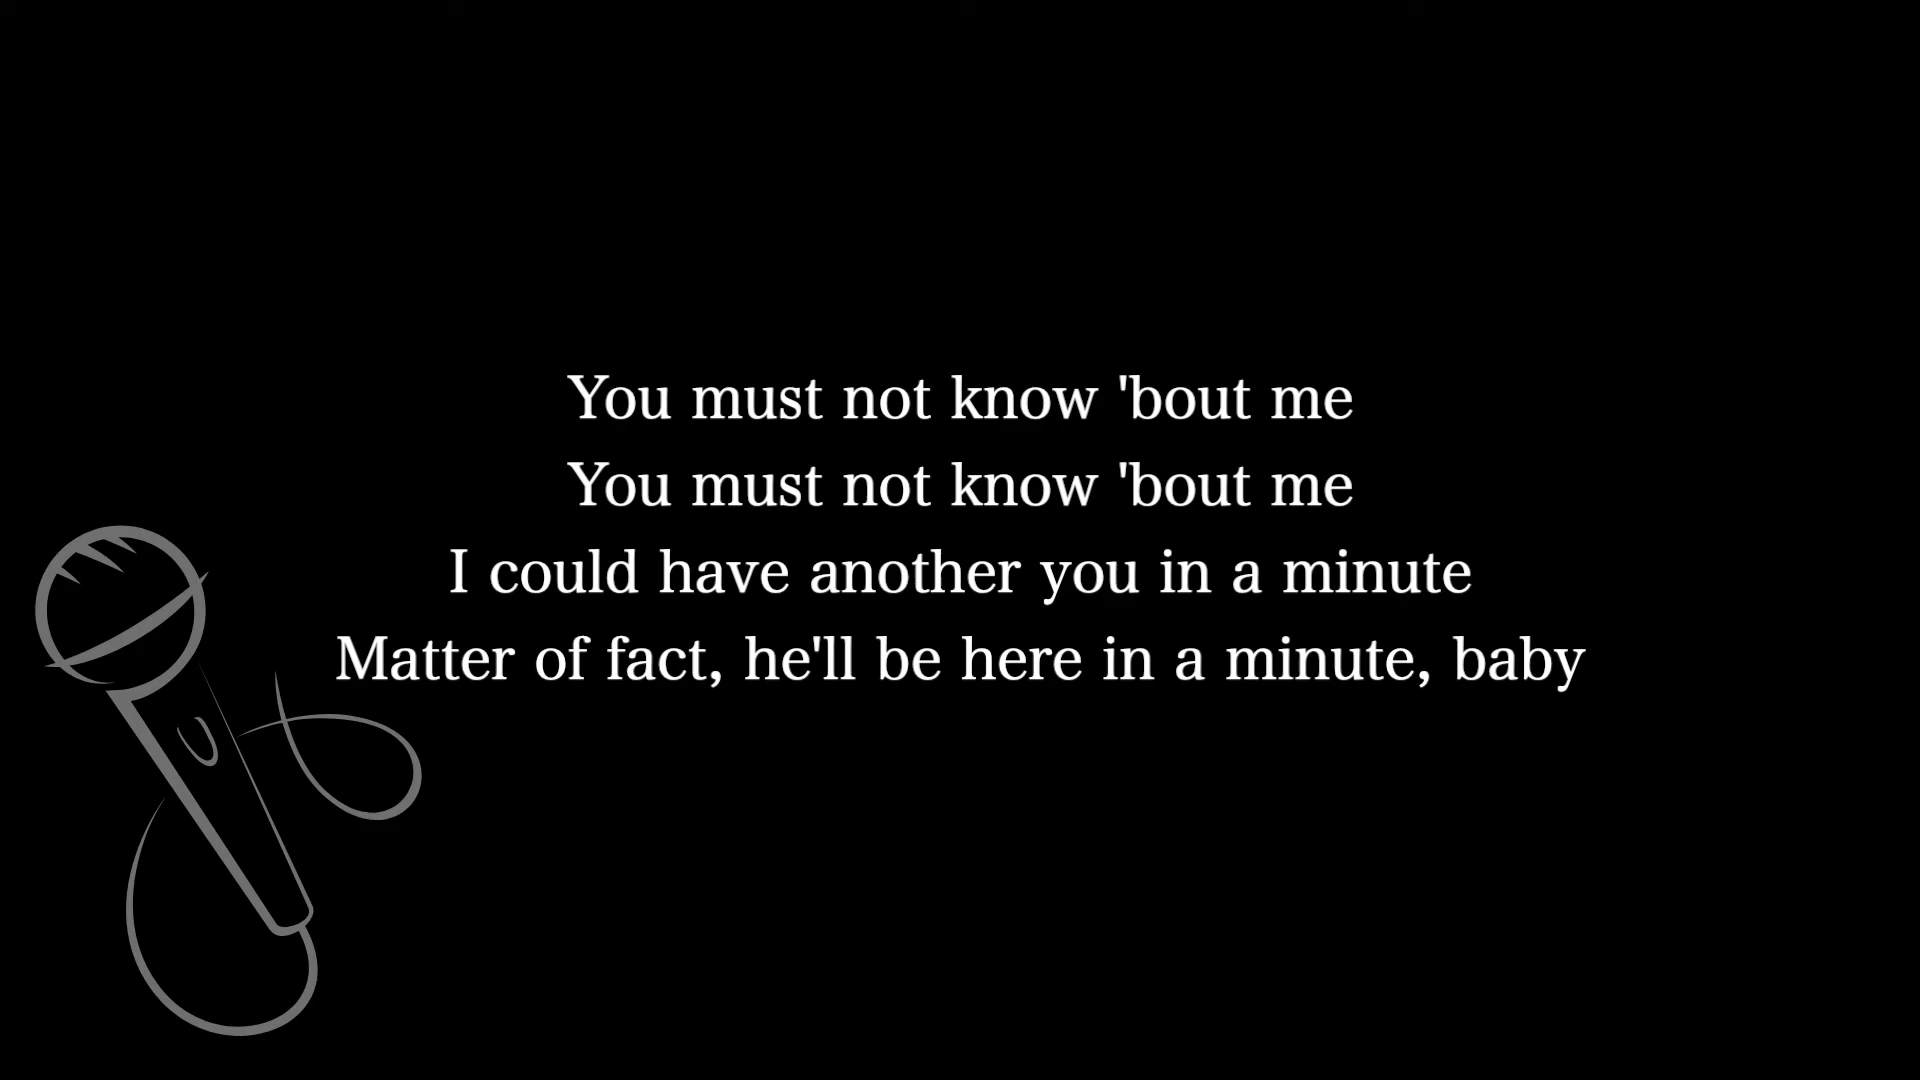 You must not know 'bout me
You must not know 'bout me
I could have another you in a minute
Matter of fact, he'll be here in a minute, baby